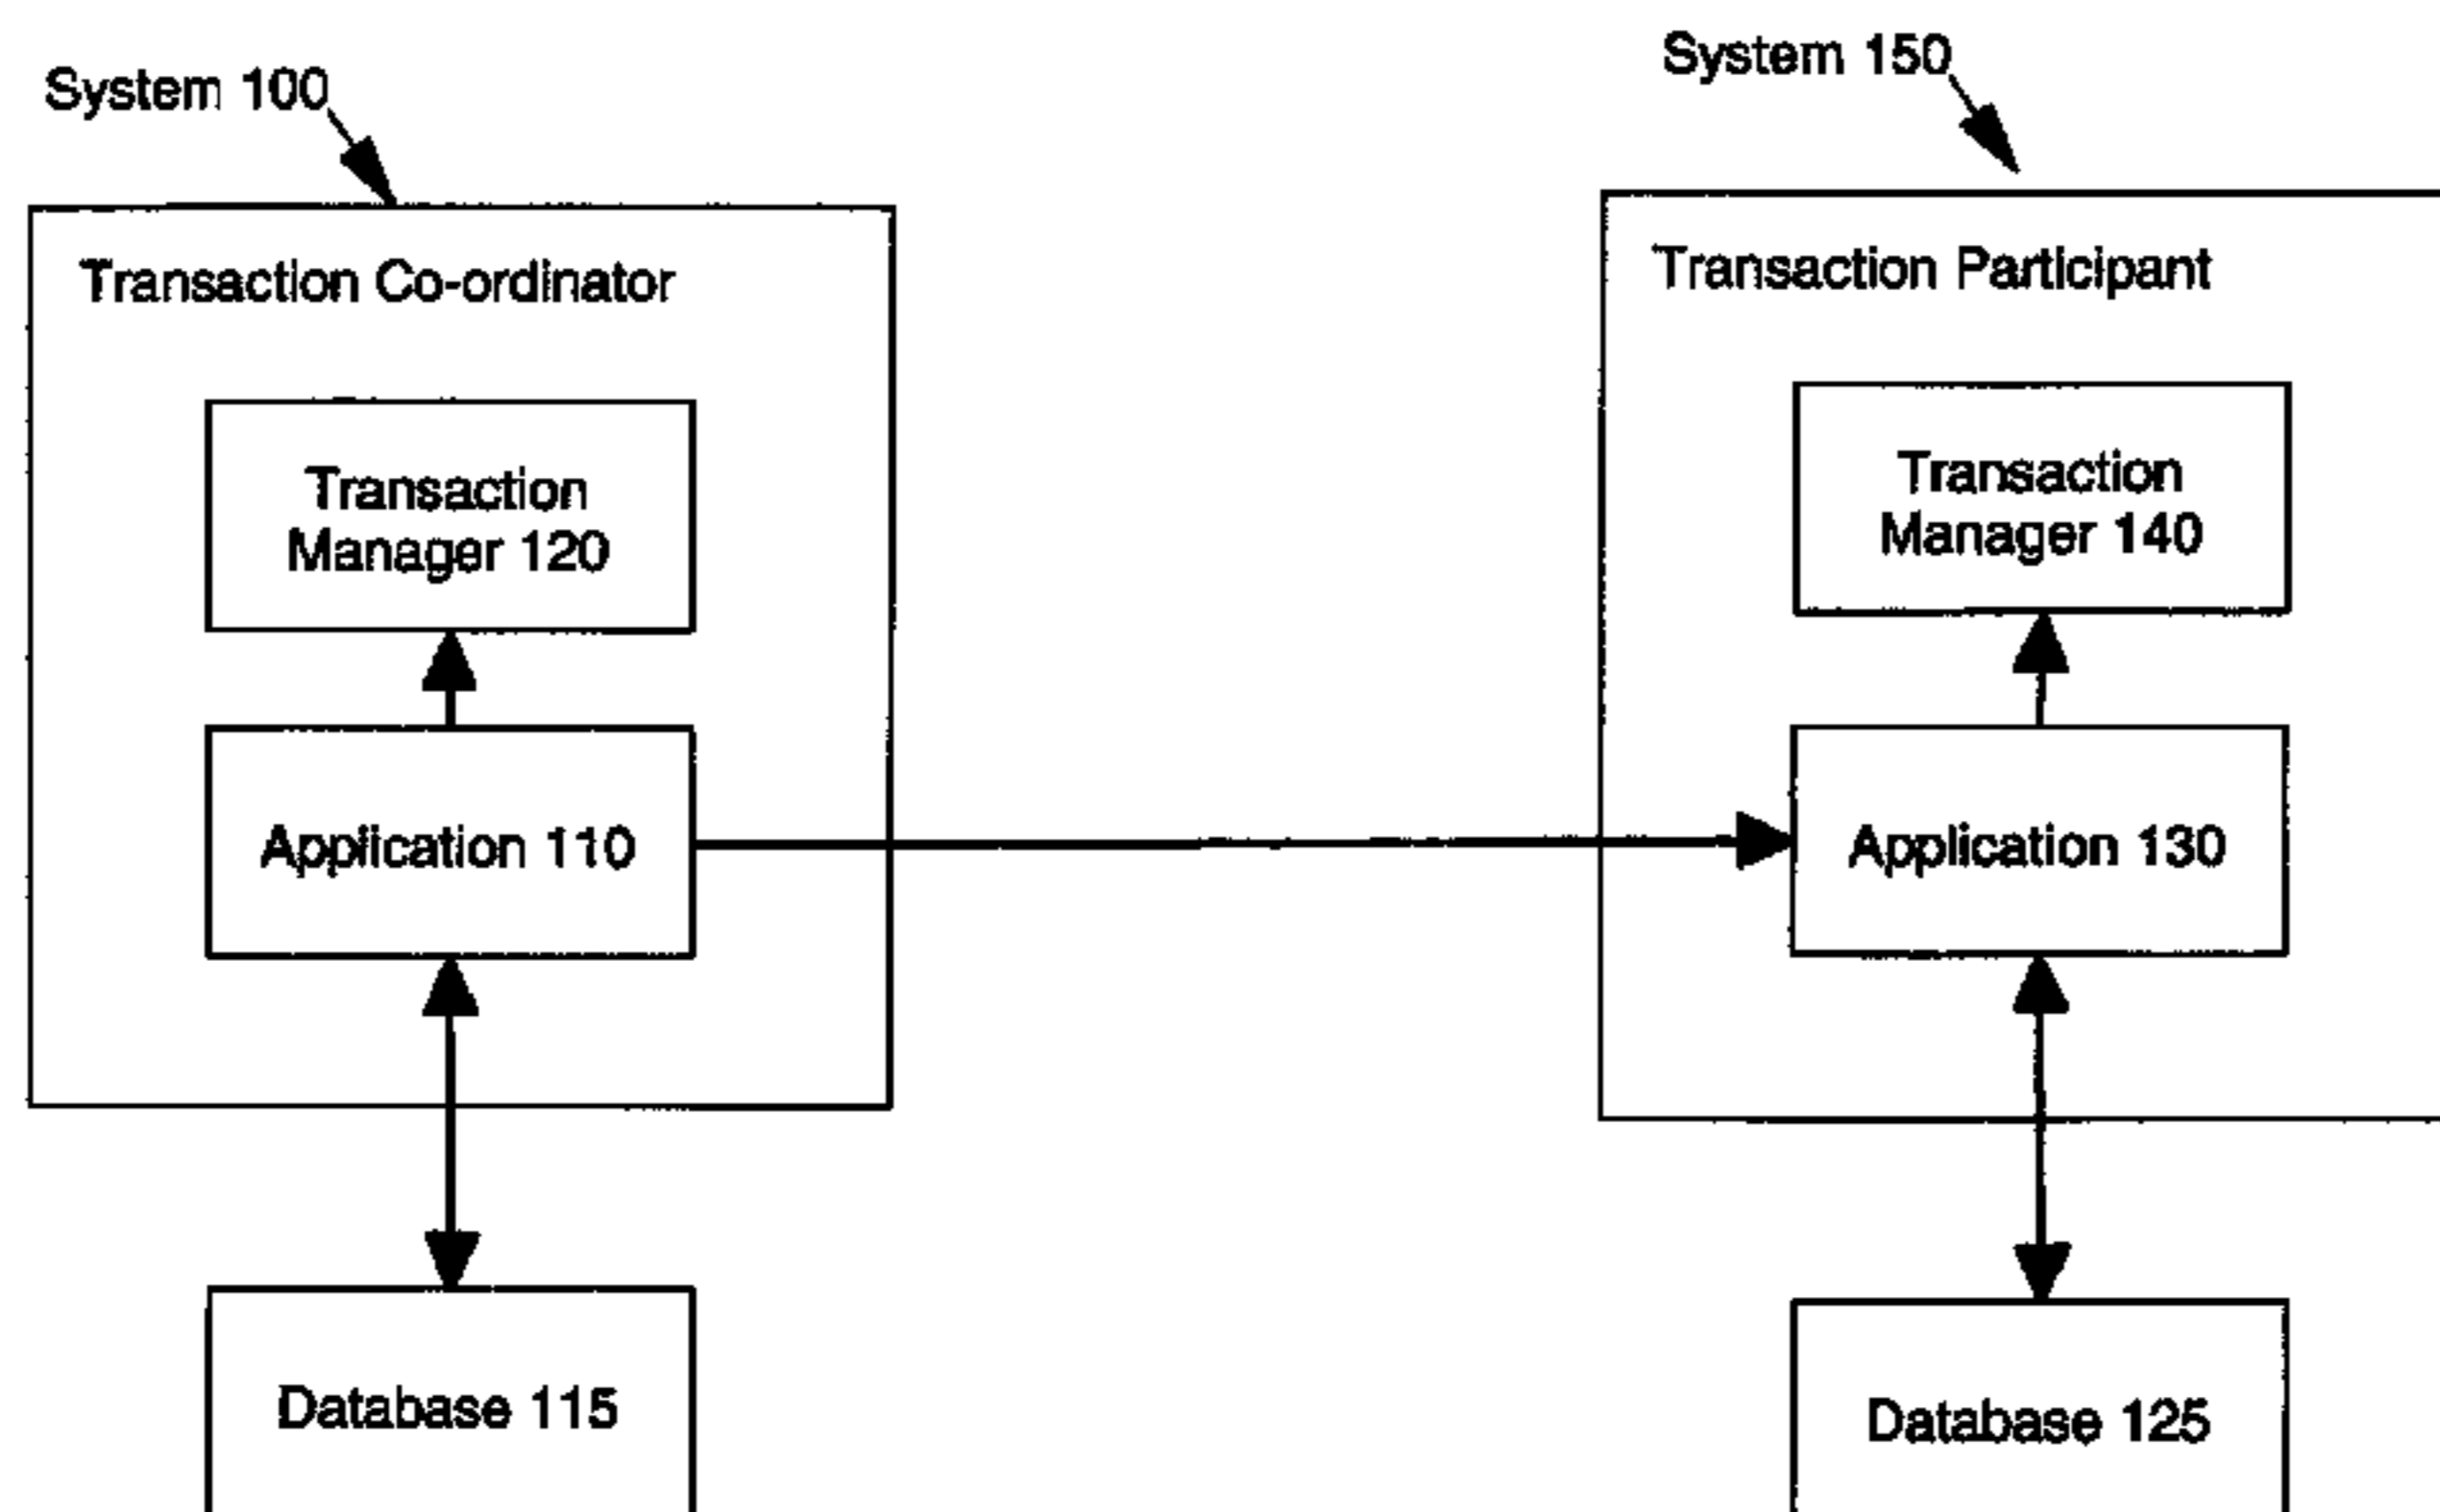 System 100
Transaction Co-ordinator
Transaction
Manager 120
Application 110
Database 115
System 150
Transaction Participant
Transaction
Manager 140
Application 130
Database 125